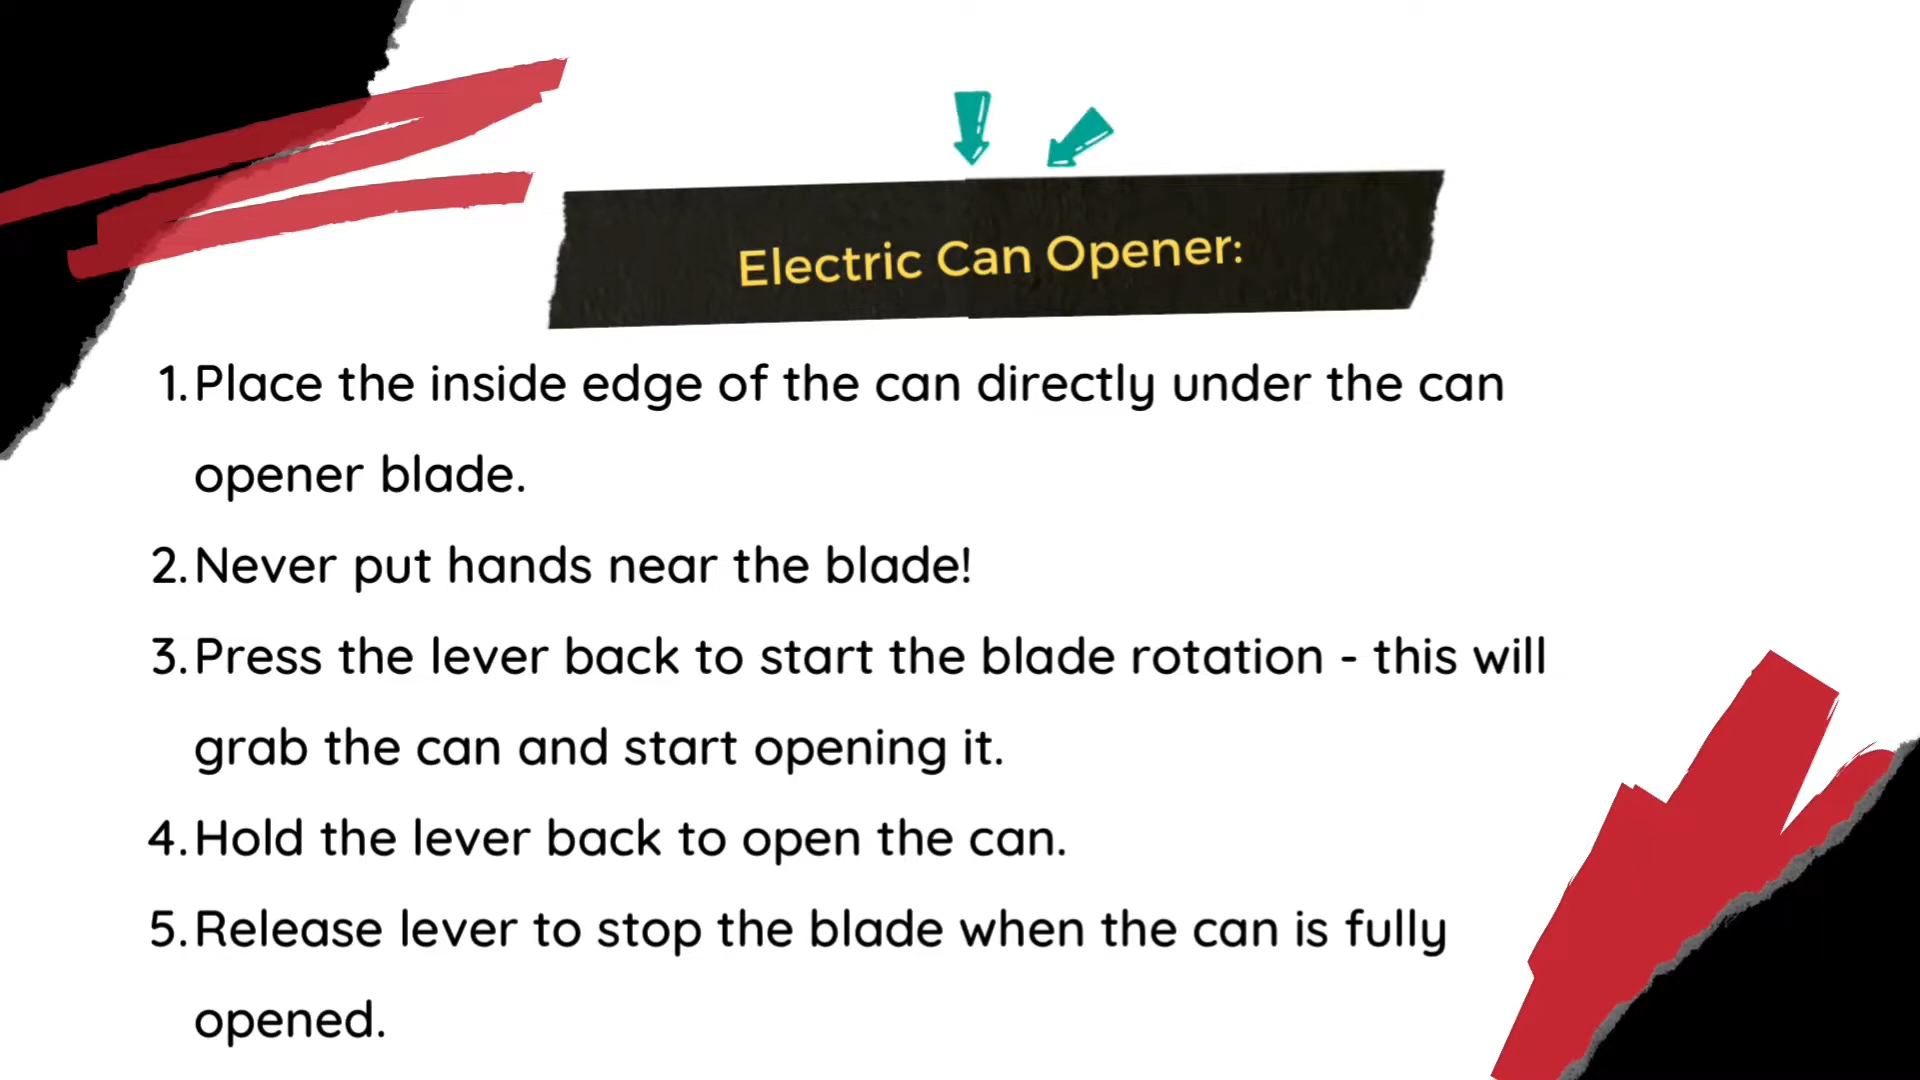 Electric Can Opener:
1. Place the inside edge of the can directly under the can
opener blade.
2. Never put hands near the blade!
3. Press the lever back to start the blade rotation - this will
grab the can and start opening it.
4. Hold the lever back to open the can.
5. Release lever to stop the blade when the can is fully
opened.